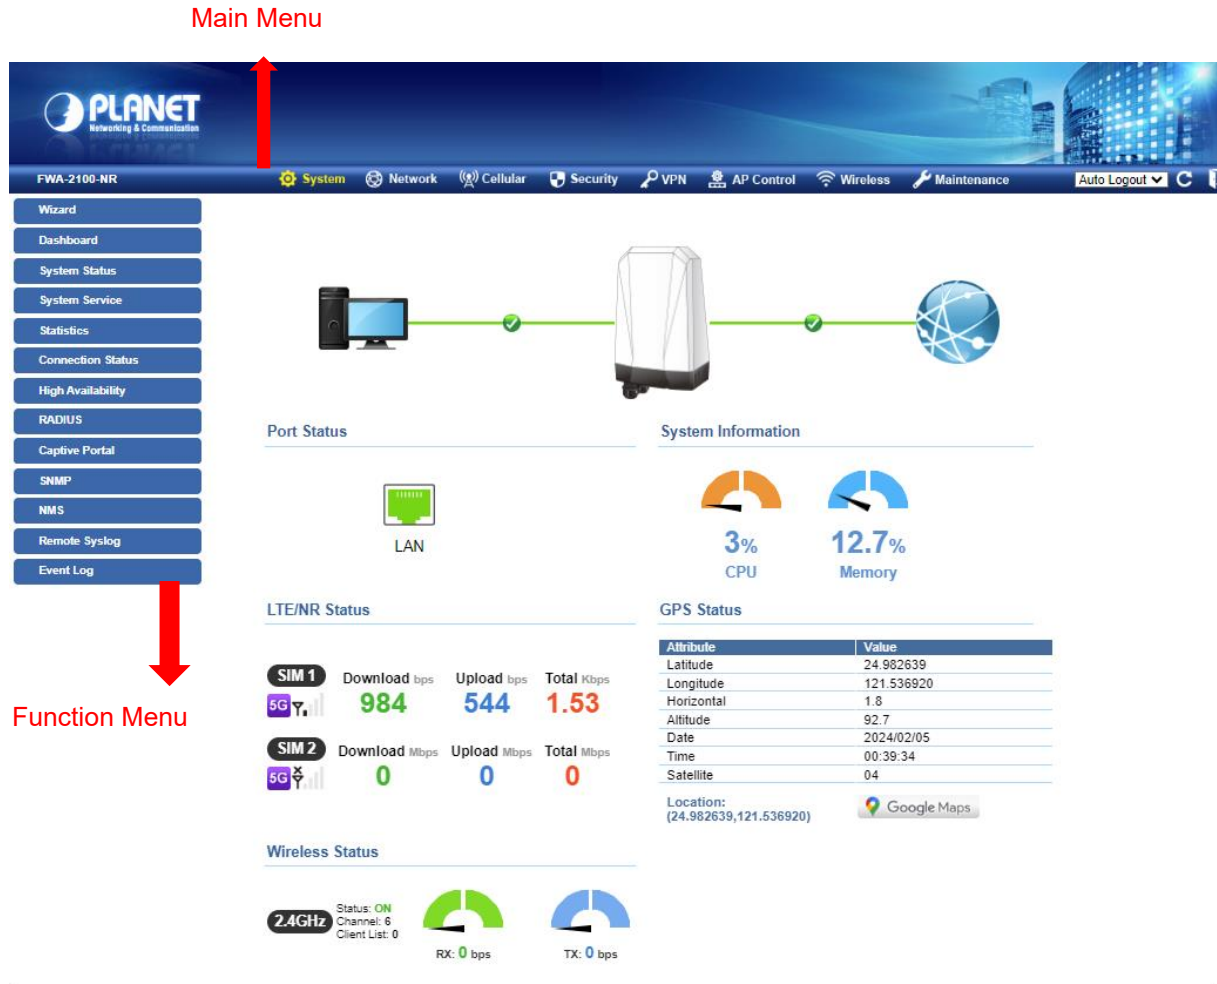 Main Menu
PLANET
Networking & Communication
FWA-2100-NR
System Network Cellular Security VPN AP Control Wireless Maintenance Auto Logout
Wizard
Dashboard
System Status
System Service
Statistics
Connection Status
High Availability
RADIUS
Captive Portal
SNMP
NMS
Remote Syslog
Event Log
Function Menu
Port Status
LAN
System Information
3%
CPU
12.7%
Memory
LTE/NR Status
SIM 1 Download bps Upload bps Total Kbps
5G 984 544 1.53
SIM 2 Download Mbps Upload Mbps Total Mbps
5G 0 0 0
GPS Status
Attribute Value
Latitude 24.982639
Longitude 121.536920
Horizontal 1.8
Altitude 92.7
Date 2024/02/05
Time 00:39:34
Satellite 04
Location:
(24.982639,121.536920)
Google Maps
Wireless Status
2.4GHz
Status: ON
Channel: 6
Client List: 0
RX: 0 bps
TX: 0 bps